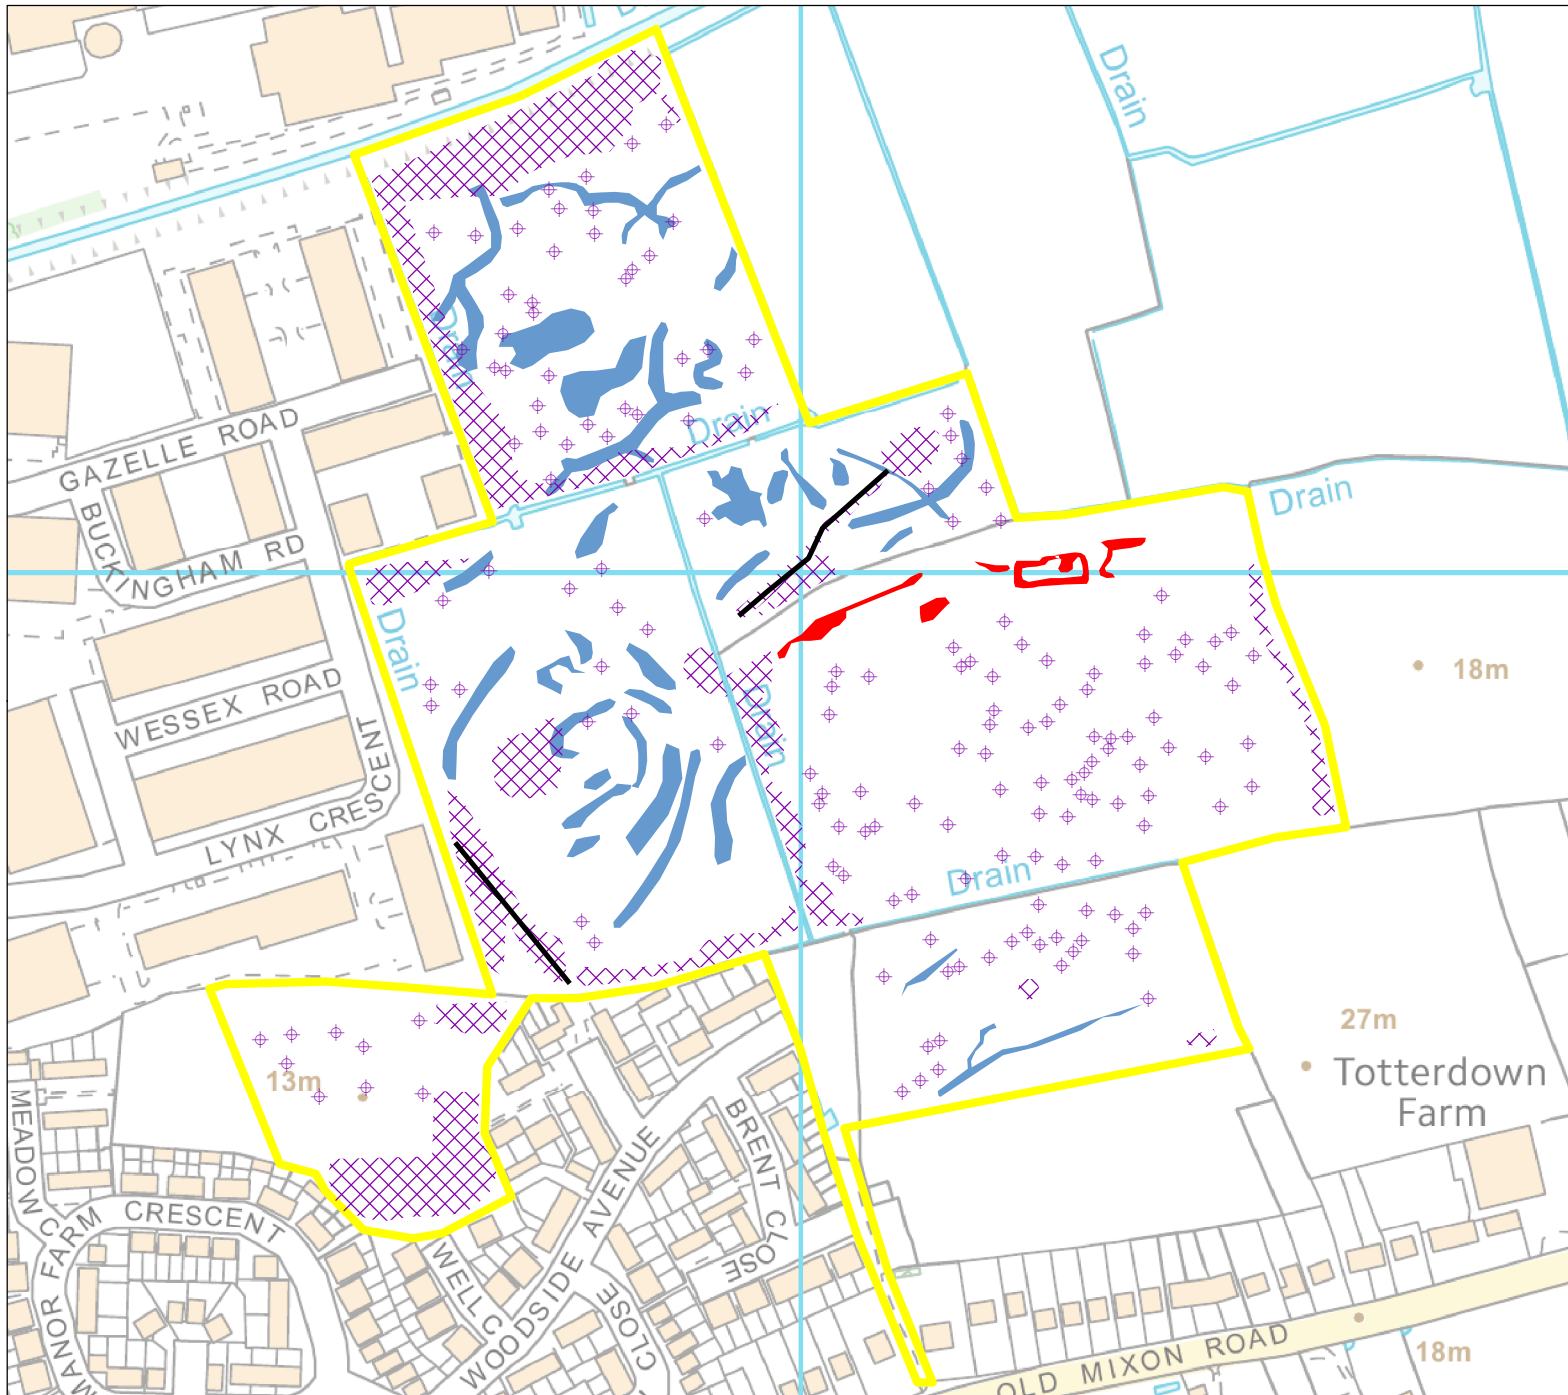 Drain
Drain
GAZELLE ROAD
Drain
Drain
BUCKINGHAM RD
Drain
18m
WESSEX ROAD
Drain
LYNX CRESCENT
Drain
27m
13m
Totterdown
Farm
MEADOW
BRENT CLOSE
MANOR FARM CRESCENT
WELL C
WOODSIDE AVENUE
CLOSE
OLD MIXON ROAD
18m